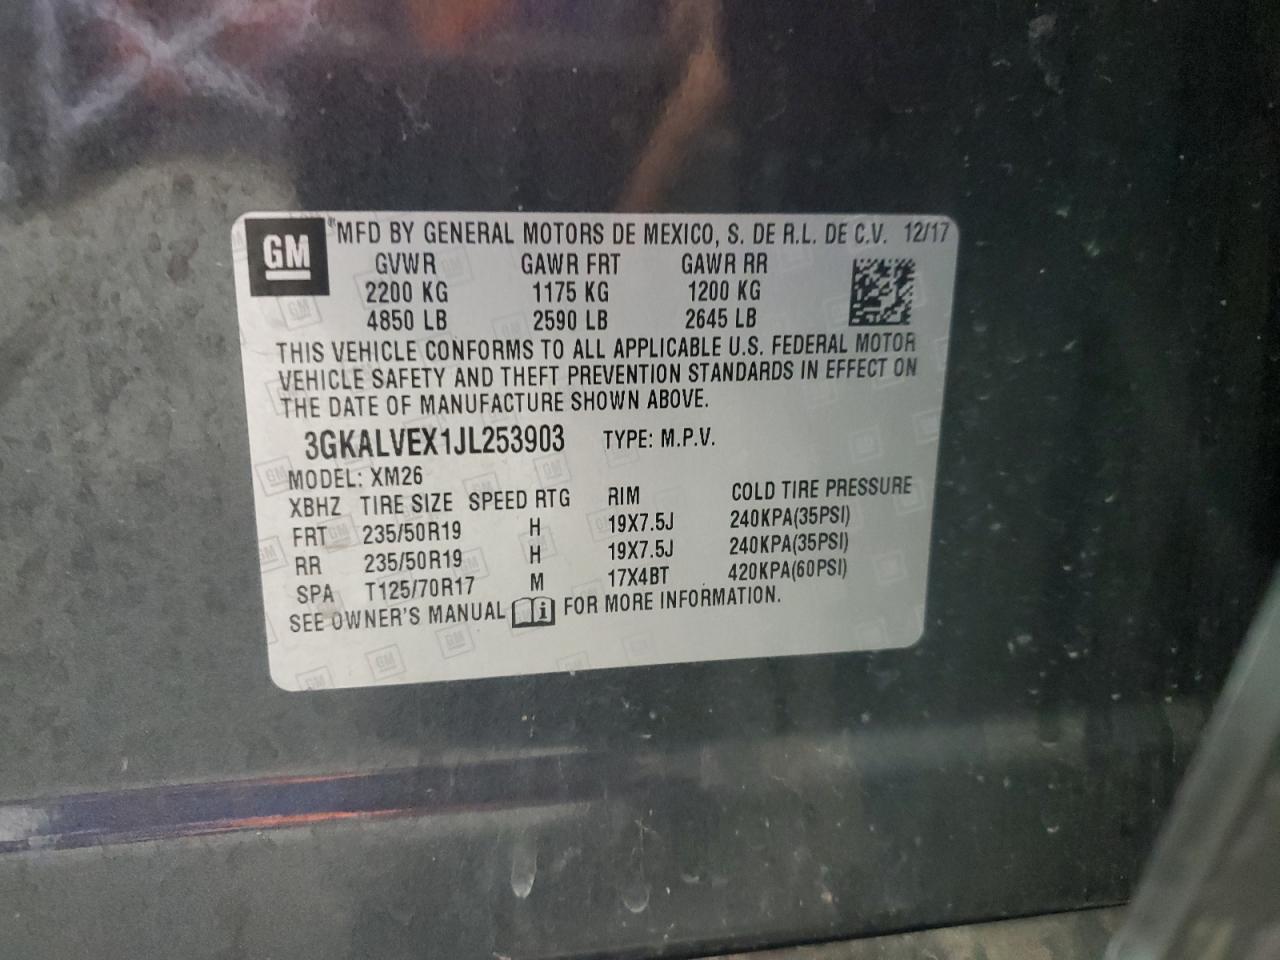 GM
MFD BY GENERAL MOTORS DE MEXICO, S. DE R.L. DE C.V. 12/17
GVWR GAWR FRT GAWR RR
2200 KG 1175 KG 1200 KG
4850 LB 2590 LB 2645 LB
THIS VEHICLE CONFORMS TO ALL APPLICABLE U.S. FEDERAL MOTOR
VEHICLE SAFETY AND THEFT PREVENTION STANDARDS IN EFFECT ON
THE DATE OF MANUFACTURE SHOWN ABOVE.
3GKALVEX1JL253903 TYPE: M.P.V.
MODEL: XM26
XBHZ TIRE SIZE SPEED RTG RIM COLD TIRE PRESSURE
FRT 235/50R19 H 19X7.5J 240KPA(35PSI)
RR 235/50R19 H 19X7.5J 240KPA(35PSI)
SPA T125/70R17 M 17X4BT 420KPA(60PSI)
SEE OWNER'S MANUAL i FOR MORE INFORMATION.